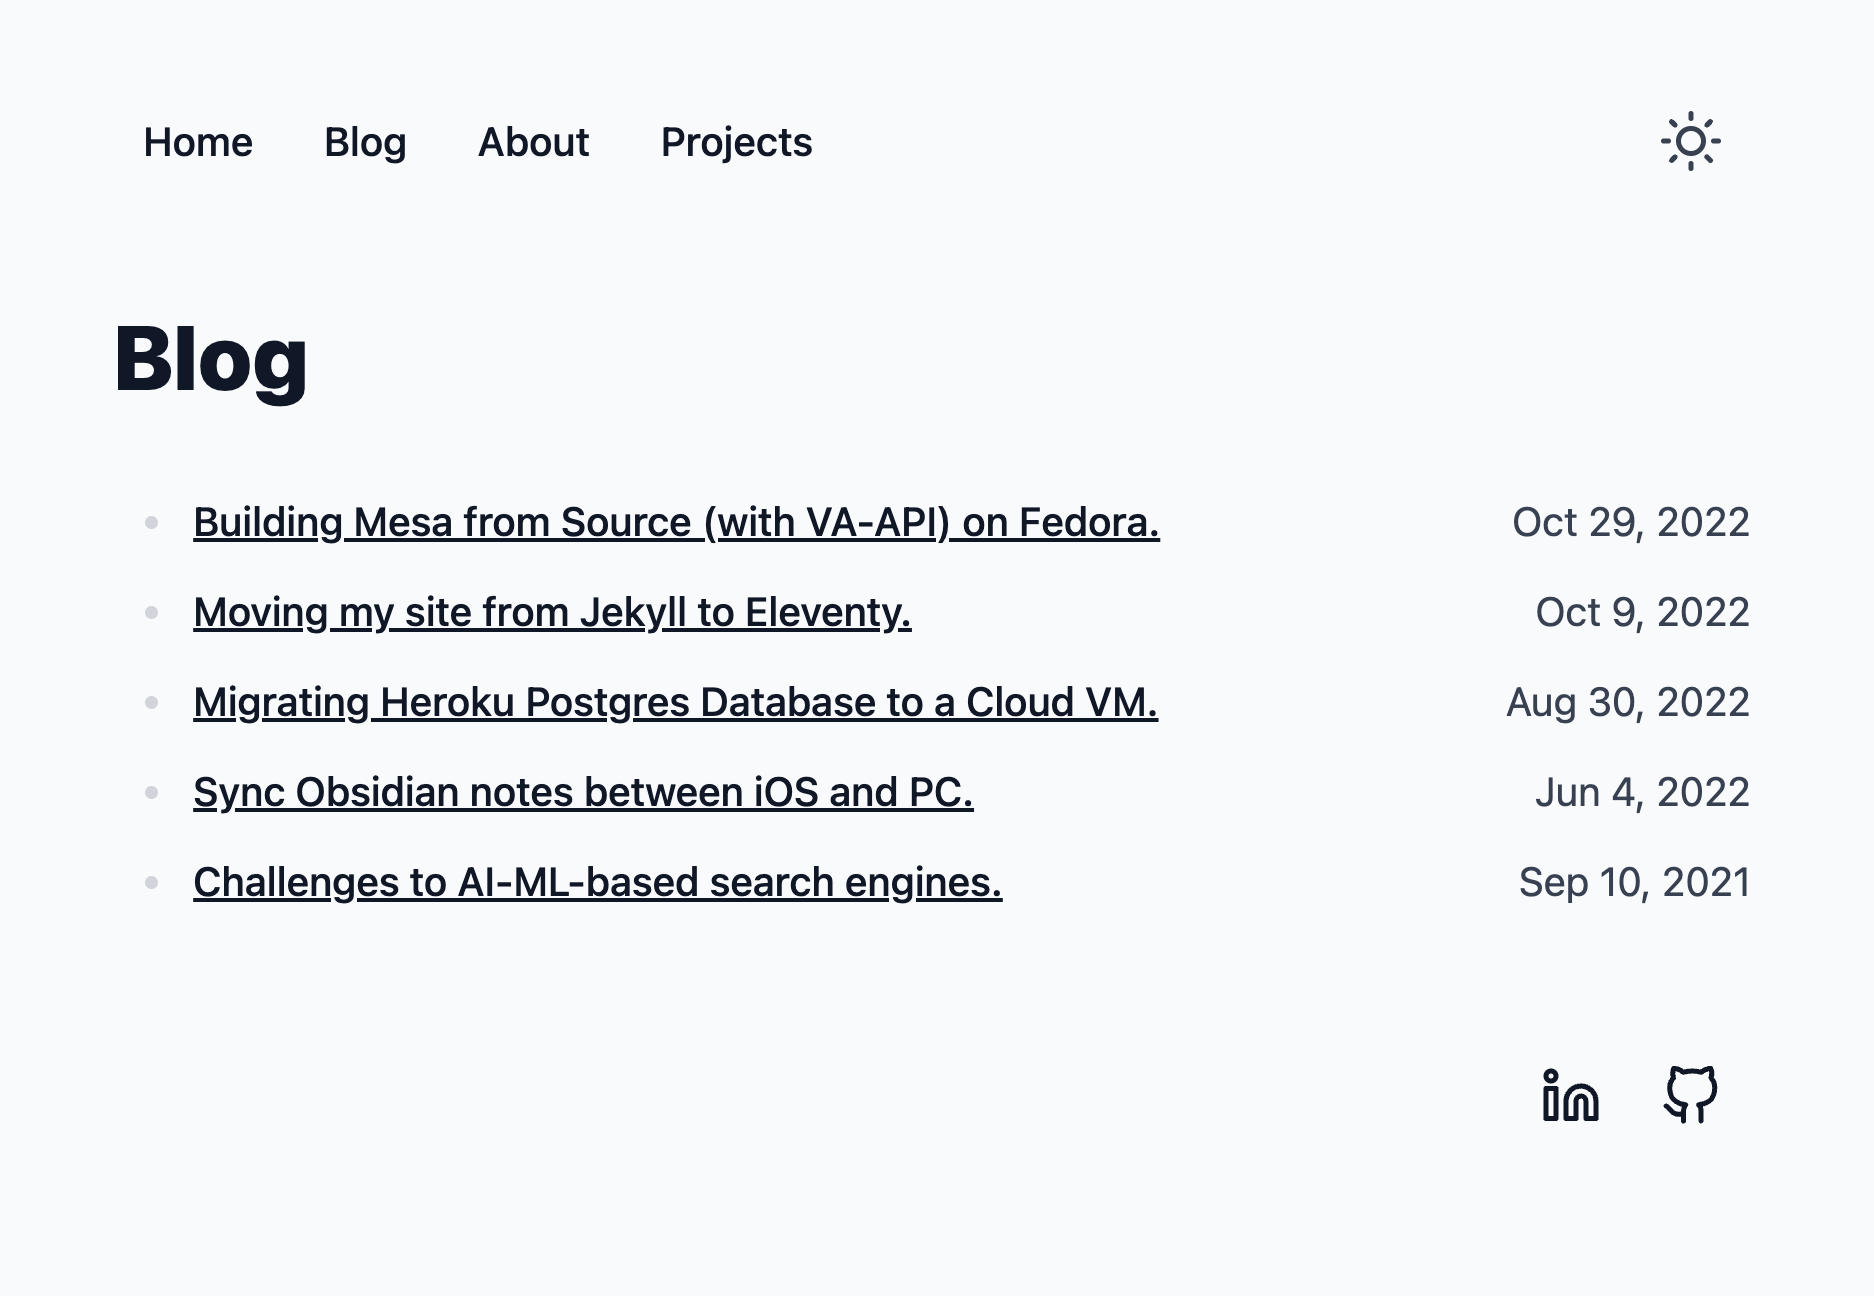 Home Blog About Projects
Blog
Building Mesa from Source (with VA-API) on Fedora. Oct 29, 2022
Moving my site from Jekyll to Eleventy. Oct 9, 2022
Migrating Heroku Postgres Database to a Cloud VM. Aug 30, 2022
Sync Obsidian notes between iOS and PC. Jun 4, 2022
Challenges to AI-ML-based search engines. Sep 10, 2021